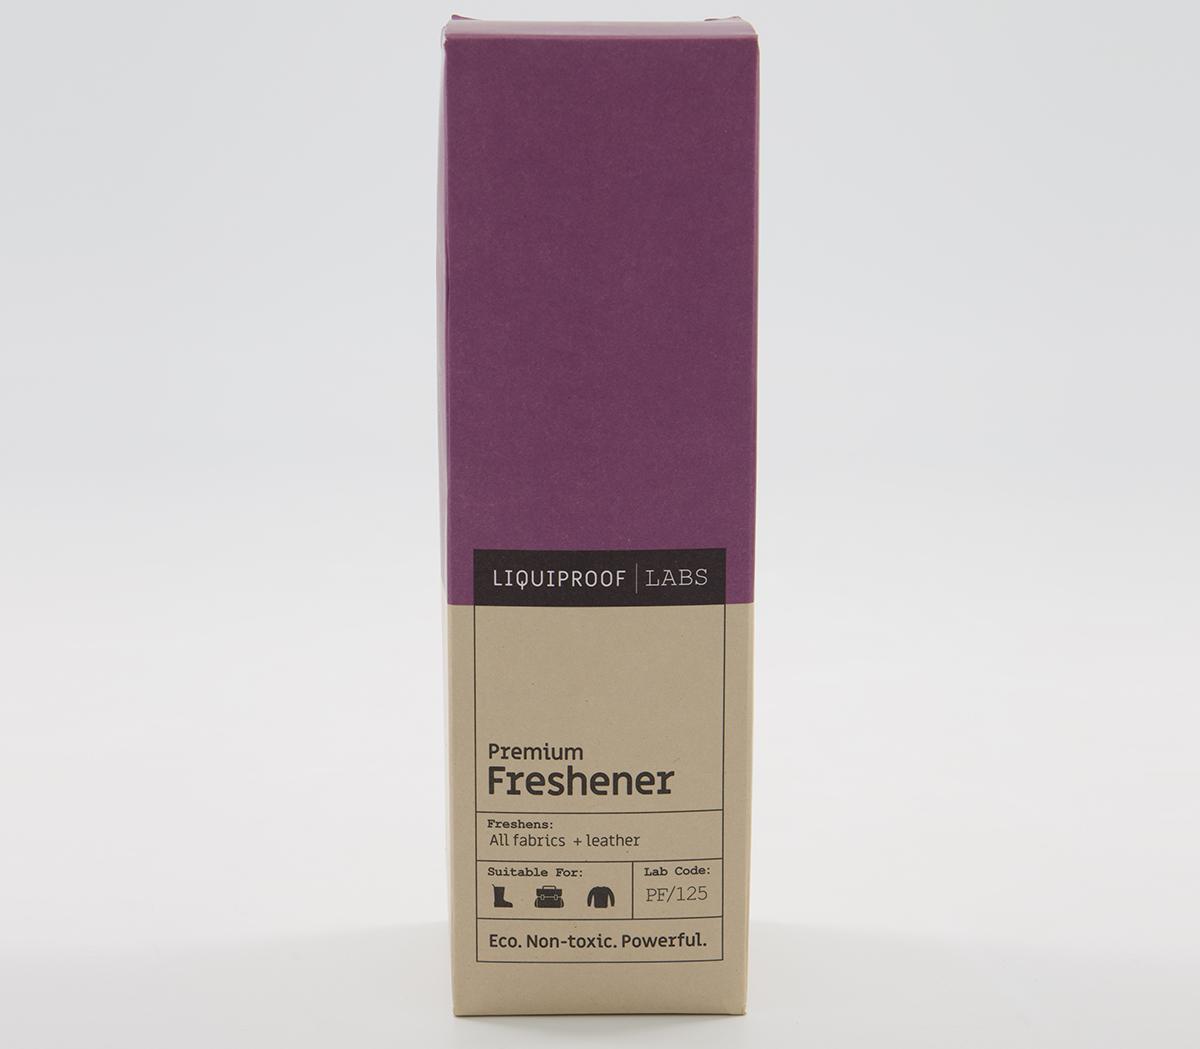 LIQUIPROOF | LABS
Premium
Freshener
Freshens:
All fabrics + leather
Suitable For:
Lab Code:
PF/125
Eco. Non-toxic. Powerful.